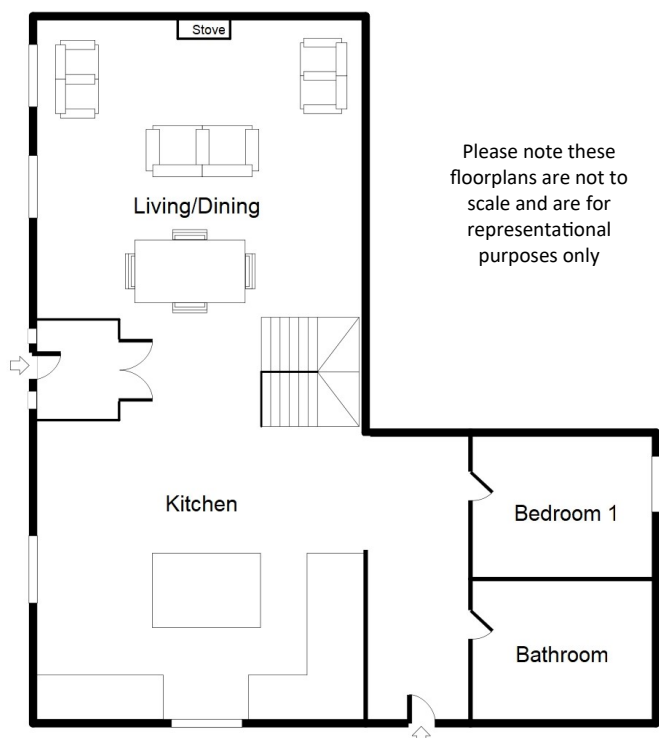 Stove
Please note these
floorplans are not to
scale and are for
representational
purposes only
Living/Dining
Kitchen
Bedroom 1
Bathroom